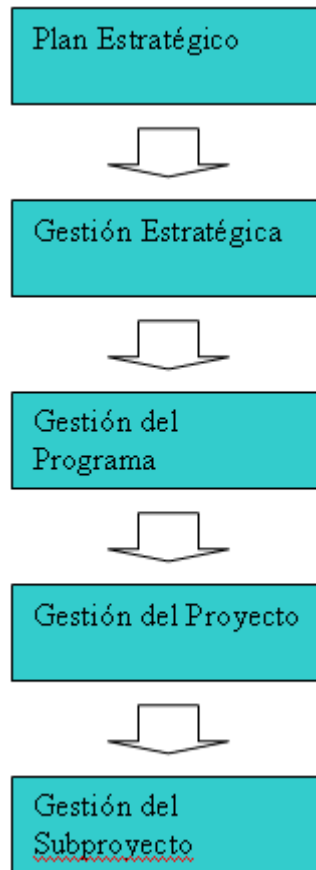 Plan Estratégico
Gestión Estratégica
Gestión del
Programa
Gestión del Proyecto
Gestión del
Subproyecto